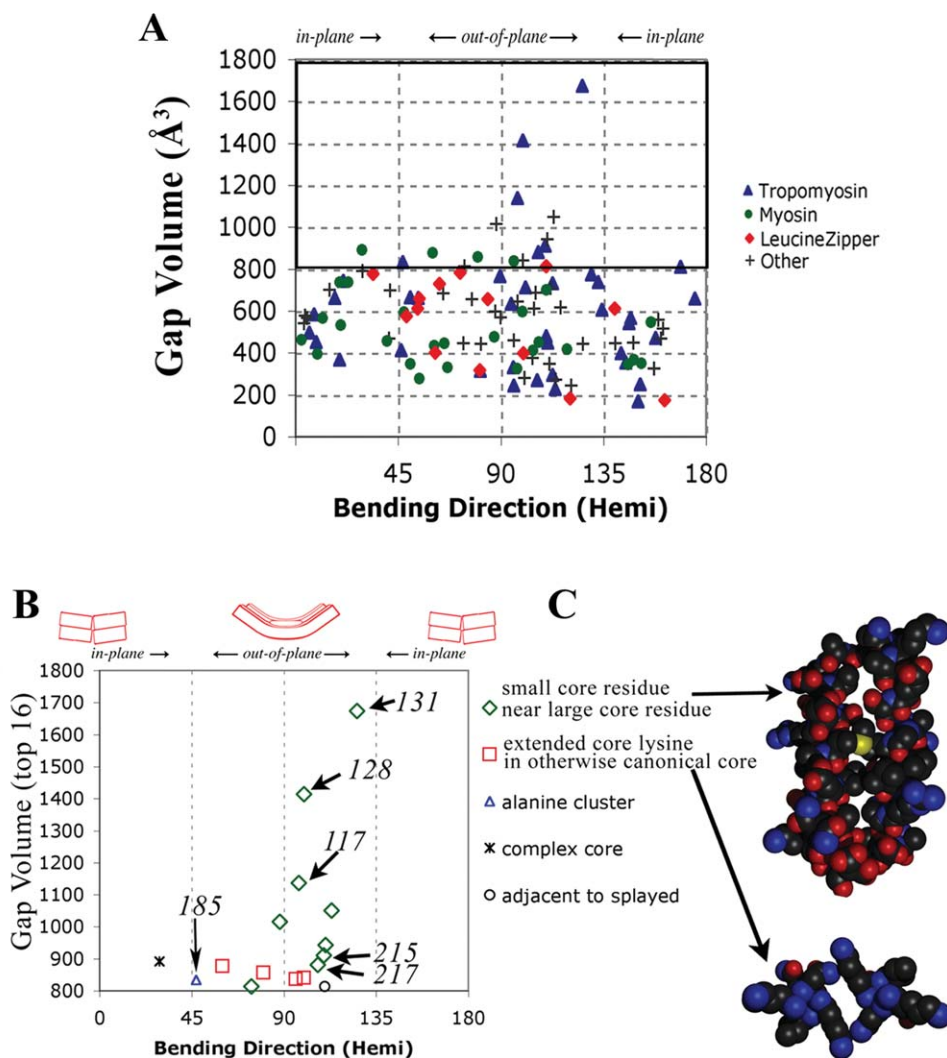 A
in-plane → ← out-of-plane → ← in-plane
Gap Volume (Å³)
1800
1600
1400
1200
1000
800
600
400
200
0
45
90
135
180
Bending Direction (Hemi)
Tropomyosin
Myosin
LeucineZipper
Other
B
in-plane → ← out-of-plane → ← in-plane
Gap Volume (top 16)
1800
1700
1600
1500
1400
1300
1200
1100
1000
900
800
0
45
90
135
180
Bending Direction (Hemi)
131
128
117
185
215
217
small core residue
near large core residue
extended core lysine
in otherwise canonical core
alanine cluster
complex core
adjacent to splayed
C